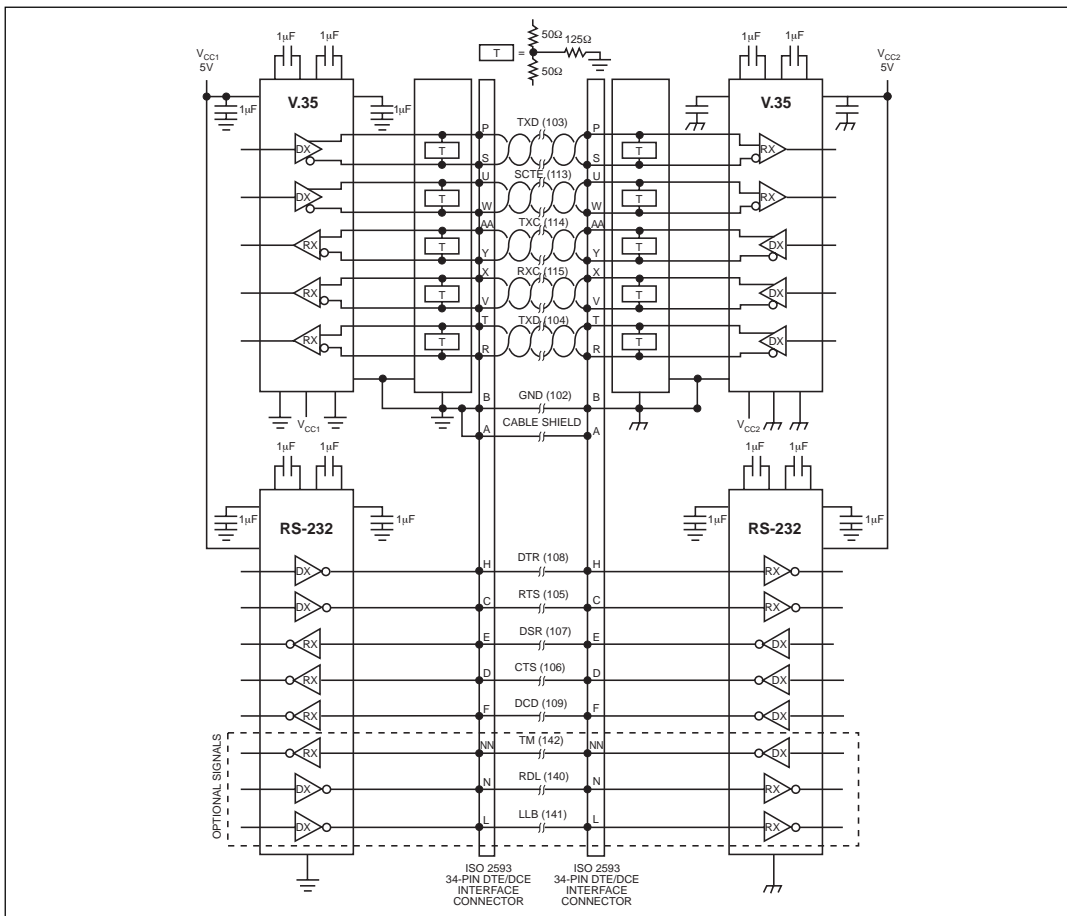 1µF 1µF
50Ω
125Ω
T =
50Ω
1µF 1µF
VCC1
5V
VCC2
5V
V.35
1µF
1µF
V.35
TXD (103)
P P
DX T T RX
S S
SCTE (113)
U U
DX T T RX
W W
TXC (114)
AA AA
RX T T DX
Y Y
RXC (115)
X X
RX T T DX
V V
TXD (104)
T T
RX T T DX
R R
GND (102)
B B
CABLE SHIELD
A A
VCC1
VCC2
1µF 1µF
1µF 1µF
1µF
RS-232
1µF
1µF
RS-232
1µF
DTR (108)
DX H H RX
RTS (105)
DX C C RX
DSR (107)
RX E E DX
CTS (106)
RX D D DX
DCD (109)
RX F F DX
OPTIONAL SIGNALS
TM (142)
RX NN NN DX
RDL (140)
DX N N RX
LLB (141)
DX L L RX
ISO 2593
34-PIN DTE/DCE
INTERFACE
CONNECTOR
ISO 2593
34-PIN DTE/DCE
INTERFACE
CONNECTOR